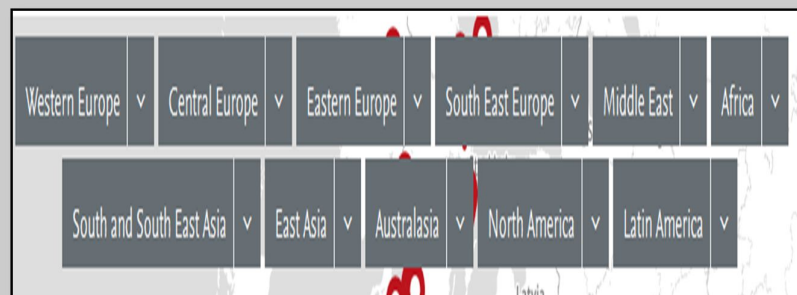 Western Europe Central Europe Eastern Europe South East Europe Middle East Africa
South and South East Asia East Asia Australasia North America Latin America
Latvia